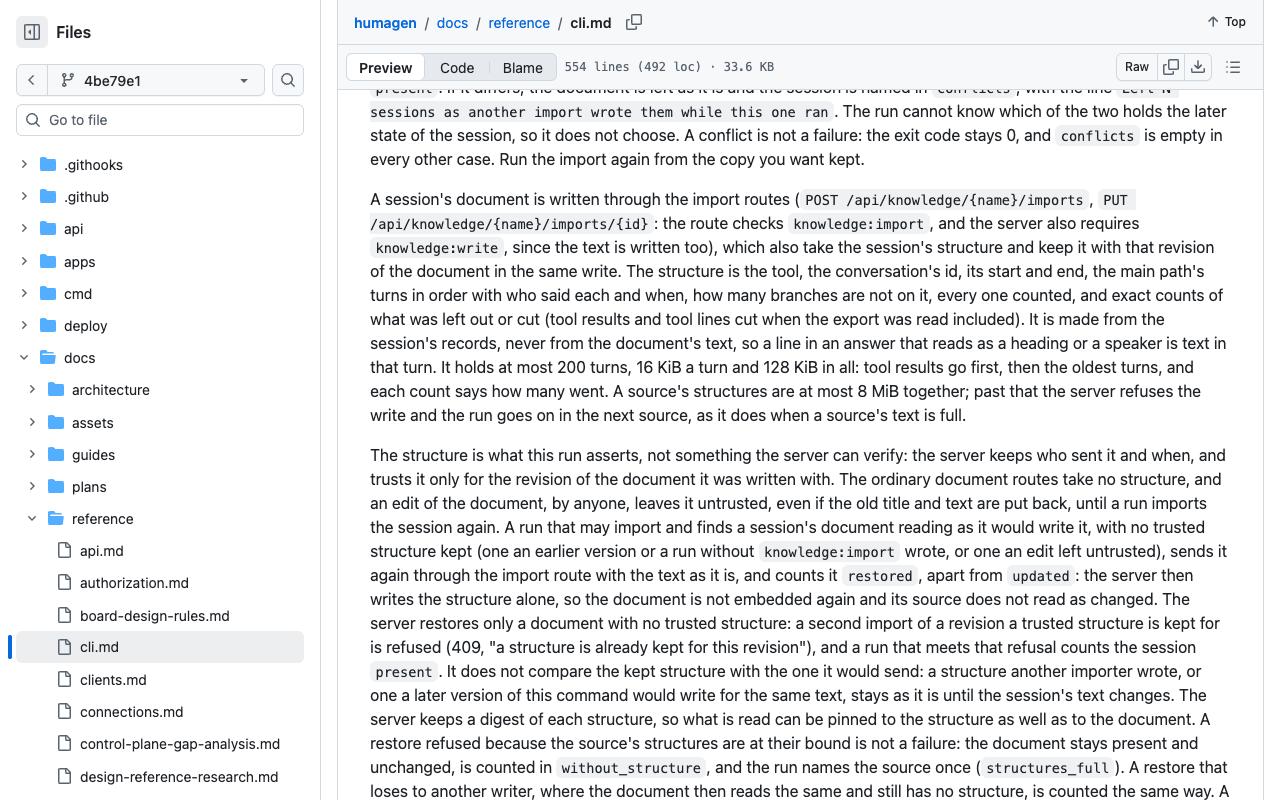 Files
4be79e1
Go to file
.githooks
.github
api
apps
cmd
deploy
docs
architecture
assets
guides
plans
reference
api.md
authorization.md
board-design-rules.md
cli.md
clients.md
connections.md
control-plane-gap-analysis.md
design-reference-research.md
humagen / docs / reference / cli.md
Top
Preview Code Blame 554 lines (492 loc) · 33.6 KB
Raw
present . If it differs, the document is left as it is and the session is named in conflicts , with the line Left N
sessions as another import wrote them while this one ran . The run cannot know which of the two holds the later
state of the session, so it does not choose. A conflict is not a failure: the exit code stays 0, and conflicts is empty in
every other case. Run the import again from the copy you want kept.
A session's document is written through the import routes ( POST /api/knowledge/{name}/imports , PUT
/api/knowledge/{name}/imports/{id} : the route checks knowledge:import , and the server also requires
knowledge:write , since the text is written too), which also take the session's structure and keep it with that revision
of the document in the same write. The structure is the tool, the conversation's id, its start and end, the main path's
turns in order with who said each and when, how many branches are not on it, every one counted, and exact counts of
what was left out or cut (tool results and tool lines cut when the export was read included). It is made from the
session's records, never from the document's text, so a line in an answer that reads as a heading or a speaker is text in
that turn. It holds at most 200 turns, 16 KiB a turn and 128 KiB in all: tool results go first, then the oldest turns, and
each count says how many went. A source's structures are at most 8 MiB together; past that the server refuses the
write and the run goes on in the next source, as it does when a source's text is full.
The structure is what this run asserts, not something the server can verify: the server keeps who sent it and when, and
trusts it only for the revision of the document it was written with. The ordinary document routes take no structure, and
an edit of the document, by anyone, leaves it untrusted, even if the old title and text are put back, until a run imports
the session again. A run that may import and finds a session's document reading as it would write it, with no trusted
structure kept (one an earlier version or a run without knowledge:import wrote, or one an edit left untrusted), sends it
again through the import route with the text as it is, and counts it restored , apart from updated : the server then
writes the structure alone, so the document is not embedded again and its source does not read as changed. The
server restores only a document with no trusted structure: a second import of a revision a trusted structure is kept for
is refused (409, "a structure is already kept for this revision"), and a run that meets that refusal counts the session
present . It does not compare the kept structure with the one it would send: a structure another importer wrote, or
one a later version of this command would write for the same text, stays as it is until the session's text changes. The
server keeps a digest of each structure, so what is read can be pinned to the structure as well as to the document. A
restore refused because the source's structures are at their bound is not a failure: the document stays present and
unchanged, is counted in without_structure , and the run names the source once ( structures_full ). A restore that
loses to another writer, where the document then reads the same and still has no structure, is counted the same way. A